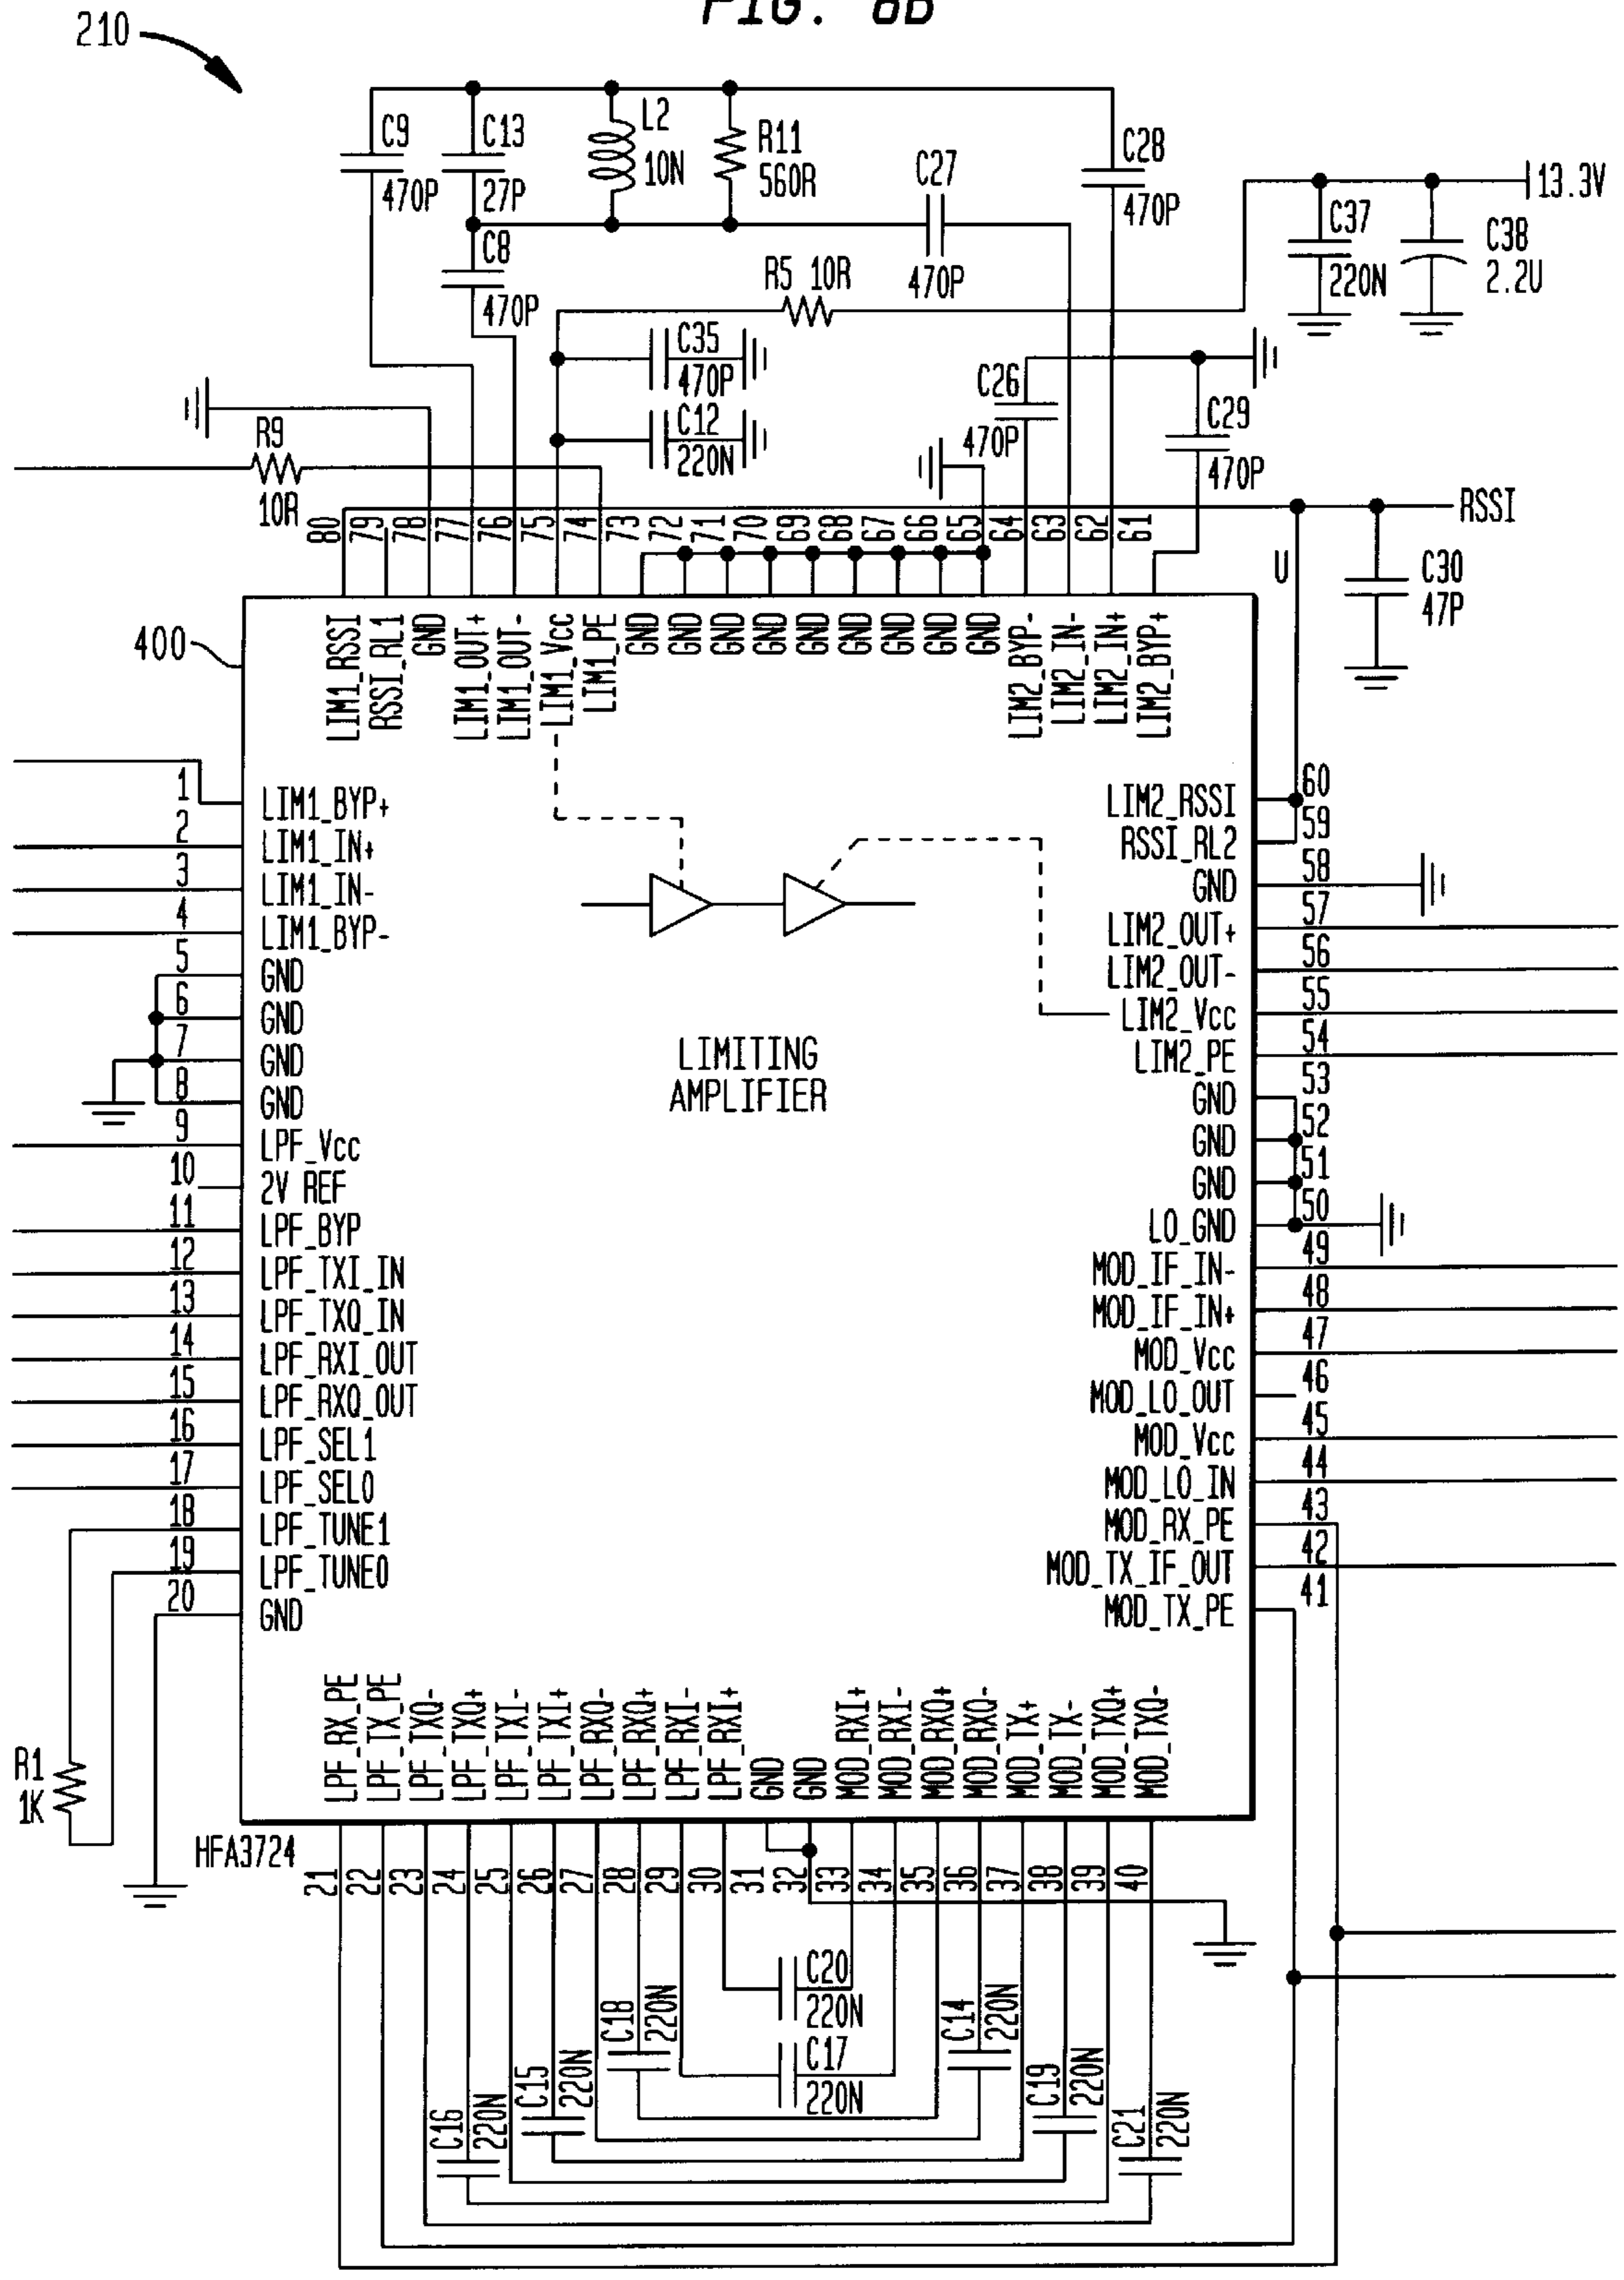 FIG. 6B
210
C9
470P
C13
27P
L2
10N
R11
560R
C27
470P
C28
470P
13.3V
C37
220N
C38
2.2U
C8
470P
R5 10R
C35
470P
C12
220N
C26
470P
C29
470P
R9
10R
RSSI
U
C30
47P
80
79
78
77
76
75
74
73
72
71
70
69
68
67
66
65
64
63
62
61
400
LIM1_RSSI
RSSI_RL1
GND
LIM1_OUT+
LIM1_OUT-
LIM1_Vcc
LIM1_PE
GND
GND
GND
GND
GND
GND
GND
GND
GND
LIM2_BYP-
LIM2_IN-
LIM2_IN+
LIM2_BYP+
1 LIM1_BYP+
2 LIM1_IN+
3 LIM1_IN-
4 LIM1_BYP-
5 GND
6 GND
7 GND
8 GND
9 LPF_Vcc
10 2V REF
11 LPF_BYP
12 LPF_TXI_IN
13 LPF_TXQ_IN
14 LPF_RXI_OUT
15 LPF_RXQ_OUT
16 LPF_SEL1
17 LPF_SEL0
18 LPF_TUNE1
19 LPF_TUNE0
20 GND
LIMITING
AMPLIFIER
LIM2_RSSI 60
RSSI_RL2 59
GND 58
LIM2_OUT+ 57
LIM2_OUT- 56
LIM2_Vcc 55
LIM2_PE 54
GND 53
GND 52
GND 51
LO_GND 50
MOD_IF_IN- 49
MOD_IF_IN+ 48
MOD_Vcc 47
MOD_LO_OUT 46
MOD_Vcc 45
MOD_LO_IN 44
MOD_RX_PE 43
MOD_TX_IF_OUT 42
MOD_TX_PE 41
R1
1K
LPF_RX_PE
LPF_TX_PE
LPF_TXQ-
LPF_TXQ+
LPF_TXI-
LPF_TXI+
LPF_RXQ-
LPF_RXQ+
LPF_RXI-
LPF_RXI+
GND
GND
MOD_RXI+
MOD_RXI-
MOD_RXQ+
MOD_RXQ-
MOD_TX+
MOD_TX-
MOD_TXQ+
MOD_TXQ-
HFA3724
21
22
23
24
25
26
27
28
29
30
31
32
33
34
35
36
37
38
39
40
C20
220N
C17
220N
C18
220N
C14
220N
C15
220N
C19
220N
C16
220N
C21
220N